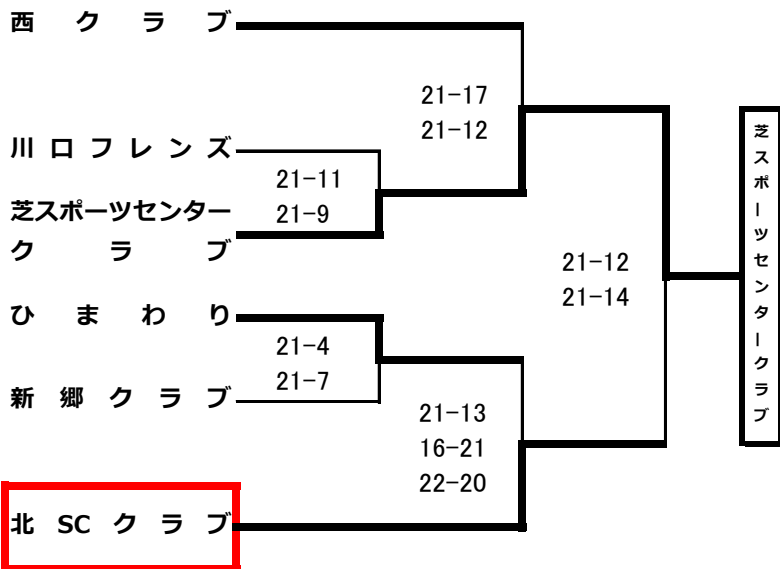 西クラブ
21-17
21-12
川口フレンズ
21-11
21-9
芝スポーツセンター
クラブ
21-12
21-14
芝スポーツセンタークラブ
ひまわり
21-4
21-7
新郷クラブ
21-13
16-21
22-20
北SCクラブ